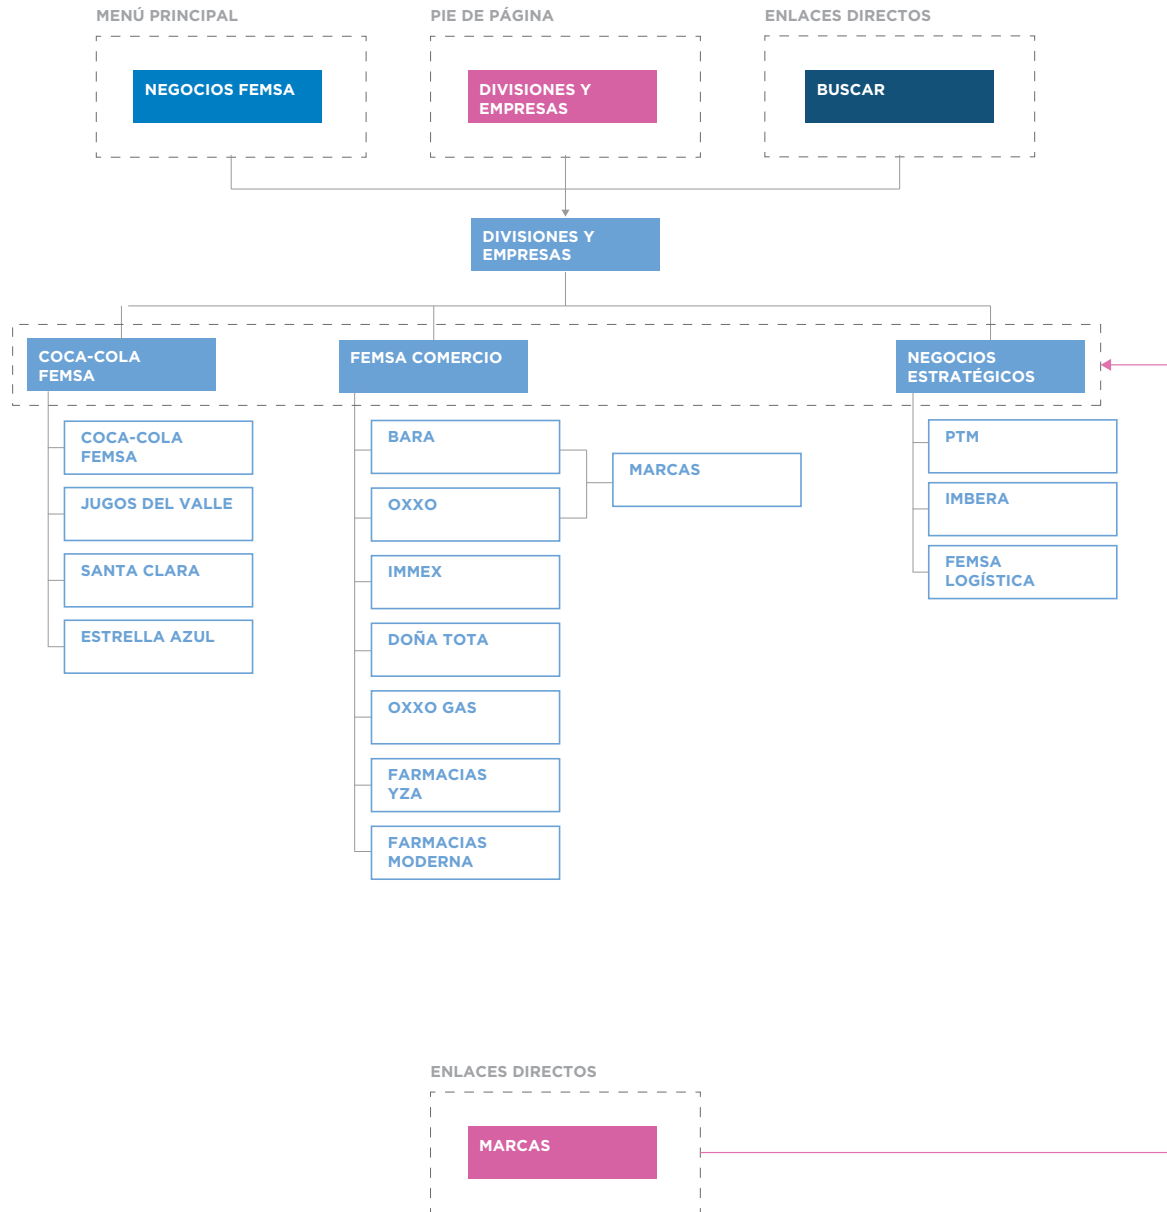 MENÚ PRINCIPAL
PIE DE PÁGINA
ENLACES DIRECTOS
NEGOCIOS FEMSA
DIVISIONES Y
EMPRESAS
BUSCAR
DIVISIONES Y
EMPRESAS
COCA-COLA
FEMSA
COCA-COLA
FEMSA
JUGOS DEL VALLE
SANTA CLARA
ESTRELLA AZUL
FEMSA COMERCIO
BARA
OXXO
IMMEX
DOÑA TOTA
OXXO GAS
FARMACIAS
YZA
FARMACIAS
MODERNA
MARCAS
NEGOCIOS
ESTRATÉGICOS
PTM
IMBERA
FEMSA
LOGÍSTICA
ENLACES DIRECTOS
MARCAS